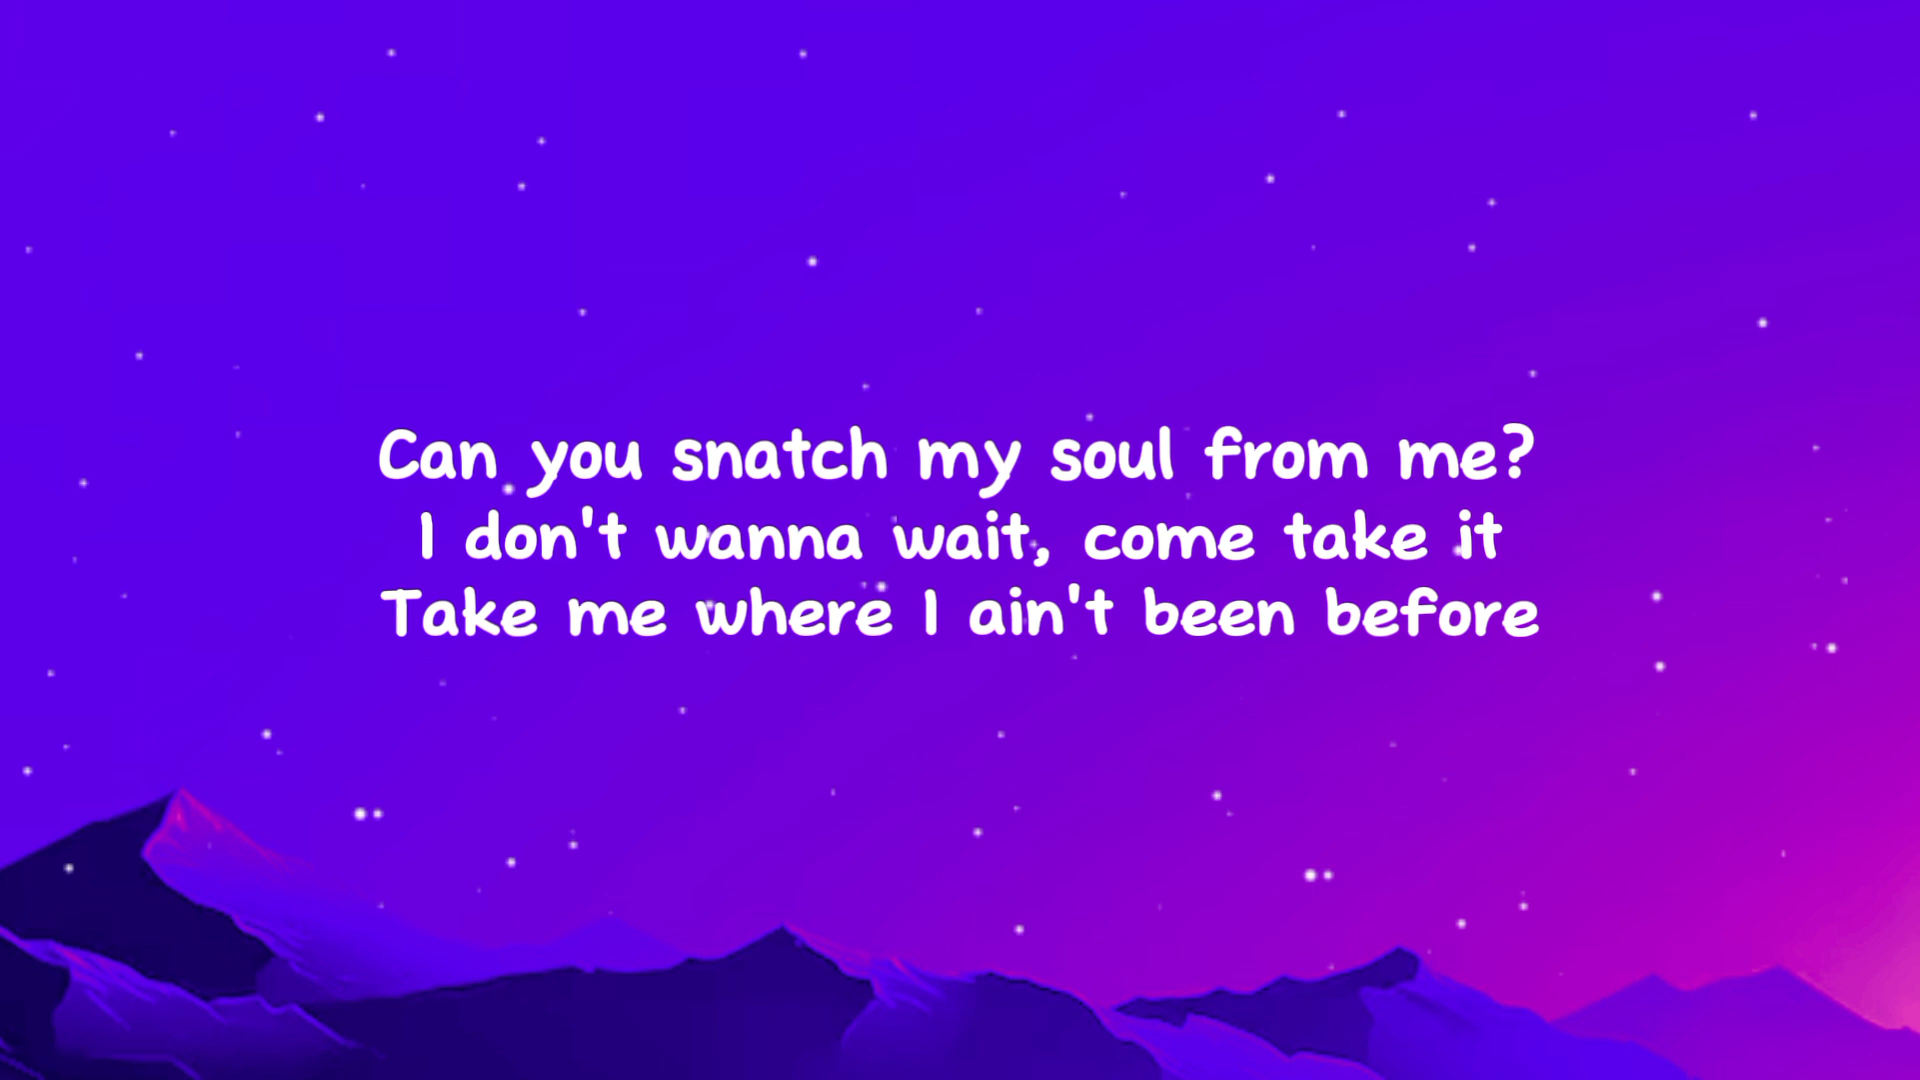 Can you snatch my soul from me?
I don't wanna wait, come take it
Take me where I ain't been before